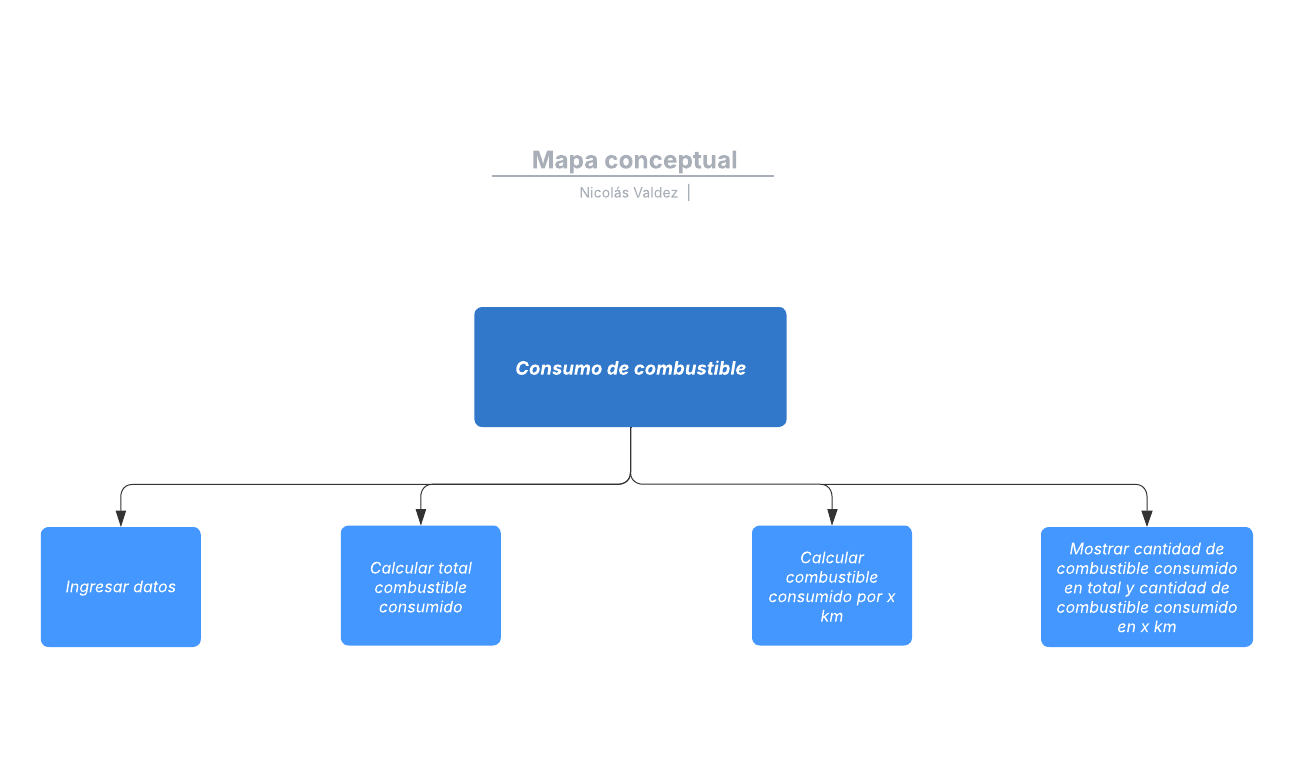 Mapa conceptual
Nicolás Valdez |
Consumo de combustible
Ingresar datos
Calcular total
combustible
consumido
Calcular
combustible
consumido por x
km
Mostrar cantidad de
combustible consumido
en total y cantidad de
combustible consumido
en x km